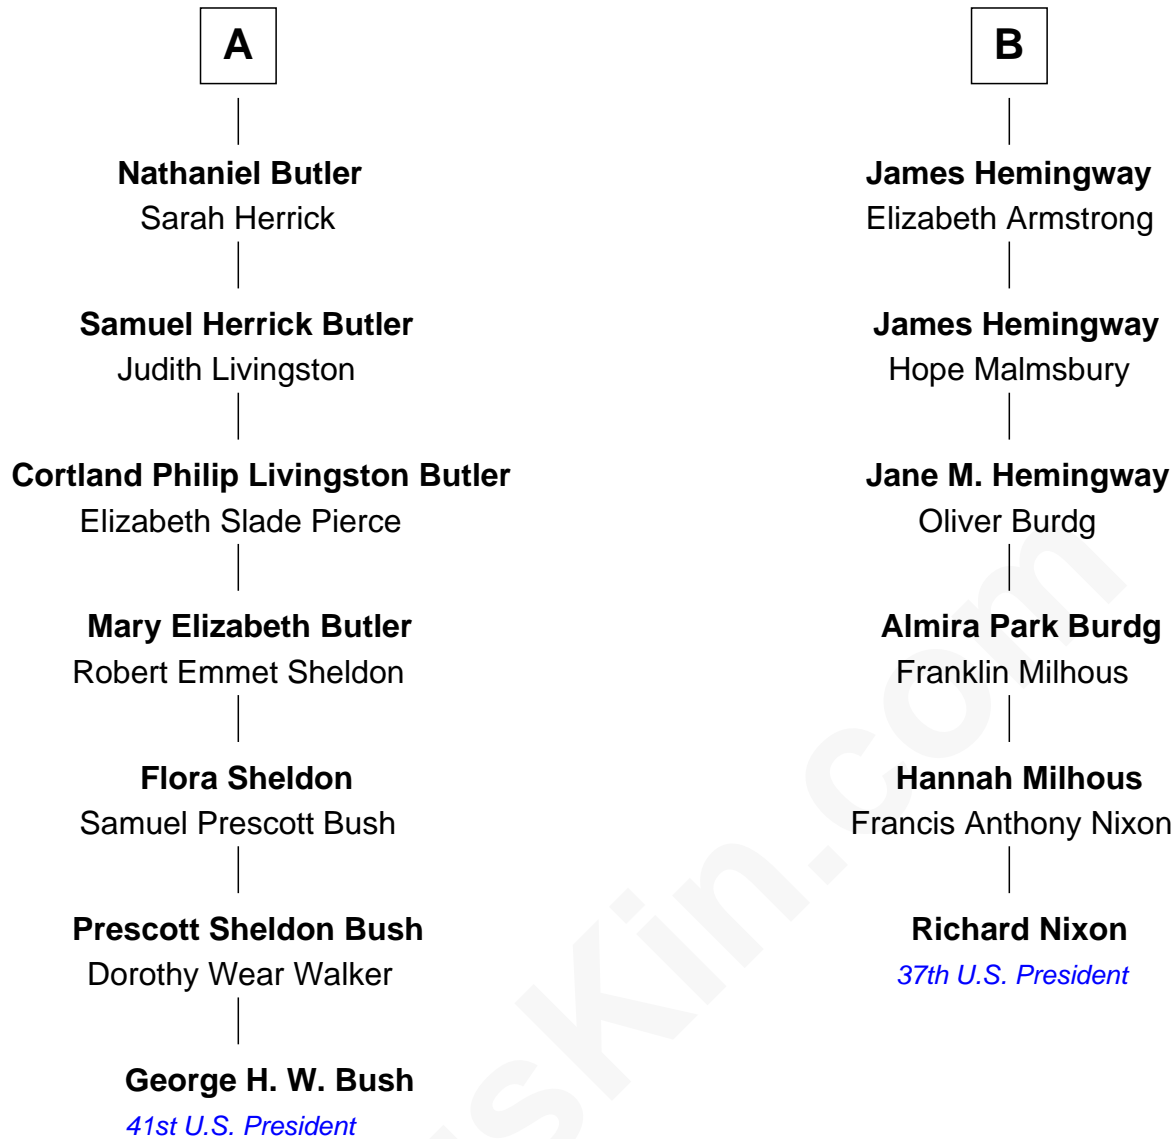 A
Nathaniel Butler
Sarah Herrick
Samuel Herrick Butler
Judith Livingston
Cortland Philip Livingston Butler
Elizabeth Slade Pierce
Mary Elizabeth Butler
Robert Emmet Sheldon
Flora Sheldon
Samuel Prescott Bush
Prescott Sheldon Bush
Dorothy Wear Walker
George H. W. Bush
41st U.S. President
B
James Hemingway
Elizabeth Armstrong
James Hemingway
Hope Malmsbury
Jane M. Hemingway
Oliver Burdg
Almira Park Burdg
Franklin Milhous
Hannah Milhous
Francis Anthony Nixon
Richard Nixon
37th U.S. President